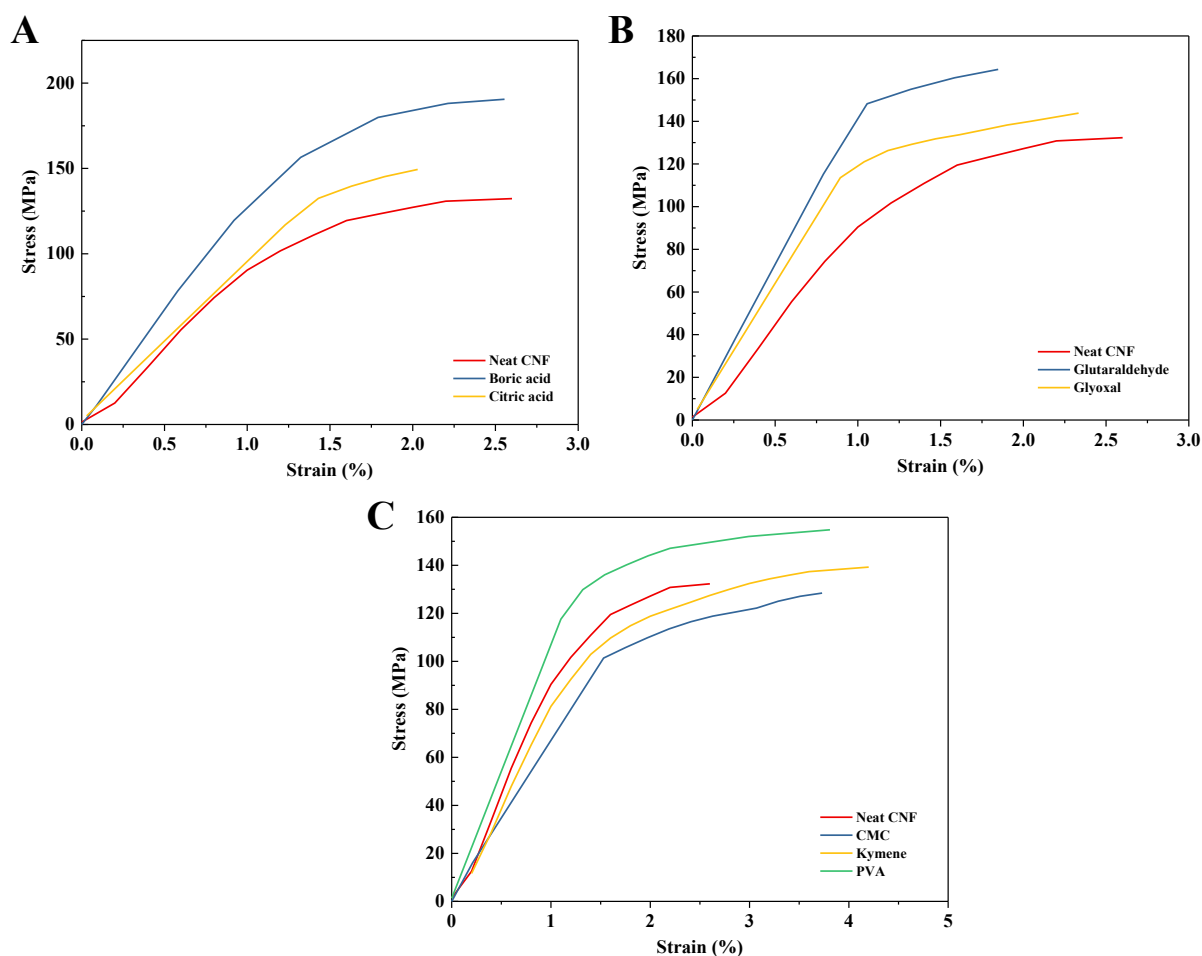 A
Stress (MPa)
200
150
100
50
0
0.0 0.5 1.0 1.5 2.0 2.5 3.0
Strain (%)
Neat CNF
Boric acid
Citric acid
B
Stress (MPa)
180
160
140
120
100
80
60
40
20
0
0.0 0.5 1.0 1.5 2.0 2.5 3.0
Strain (%)
Neat CNF
Glutaraldehyde
Glyoxal
C
Stress (MPa)
160
140
120
100
80
60
40
20
0
0 1 2 3 4 5
Strain (%)
Neat CNF
CMC
Kymene
PVA